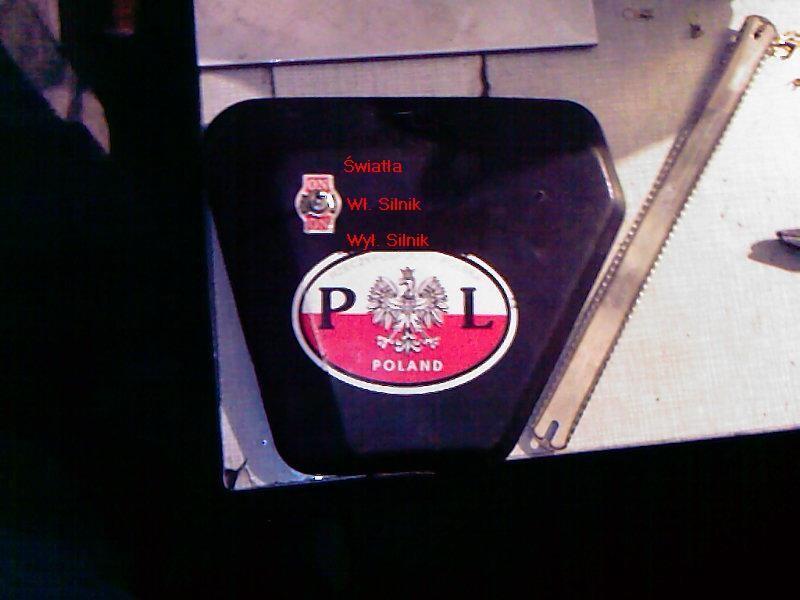 Światła
ON
Wł. Silnik
ON
Wył. Silnik
P L
POLAND